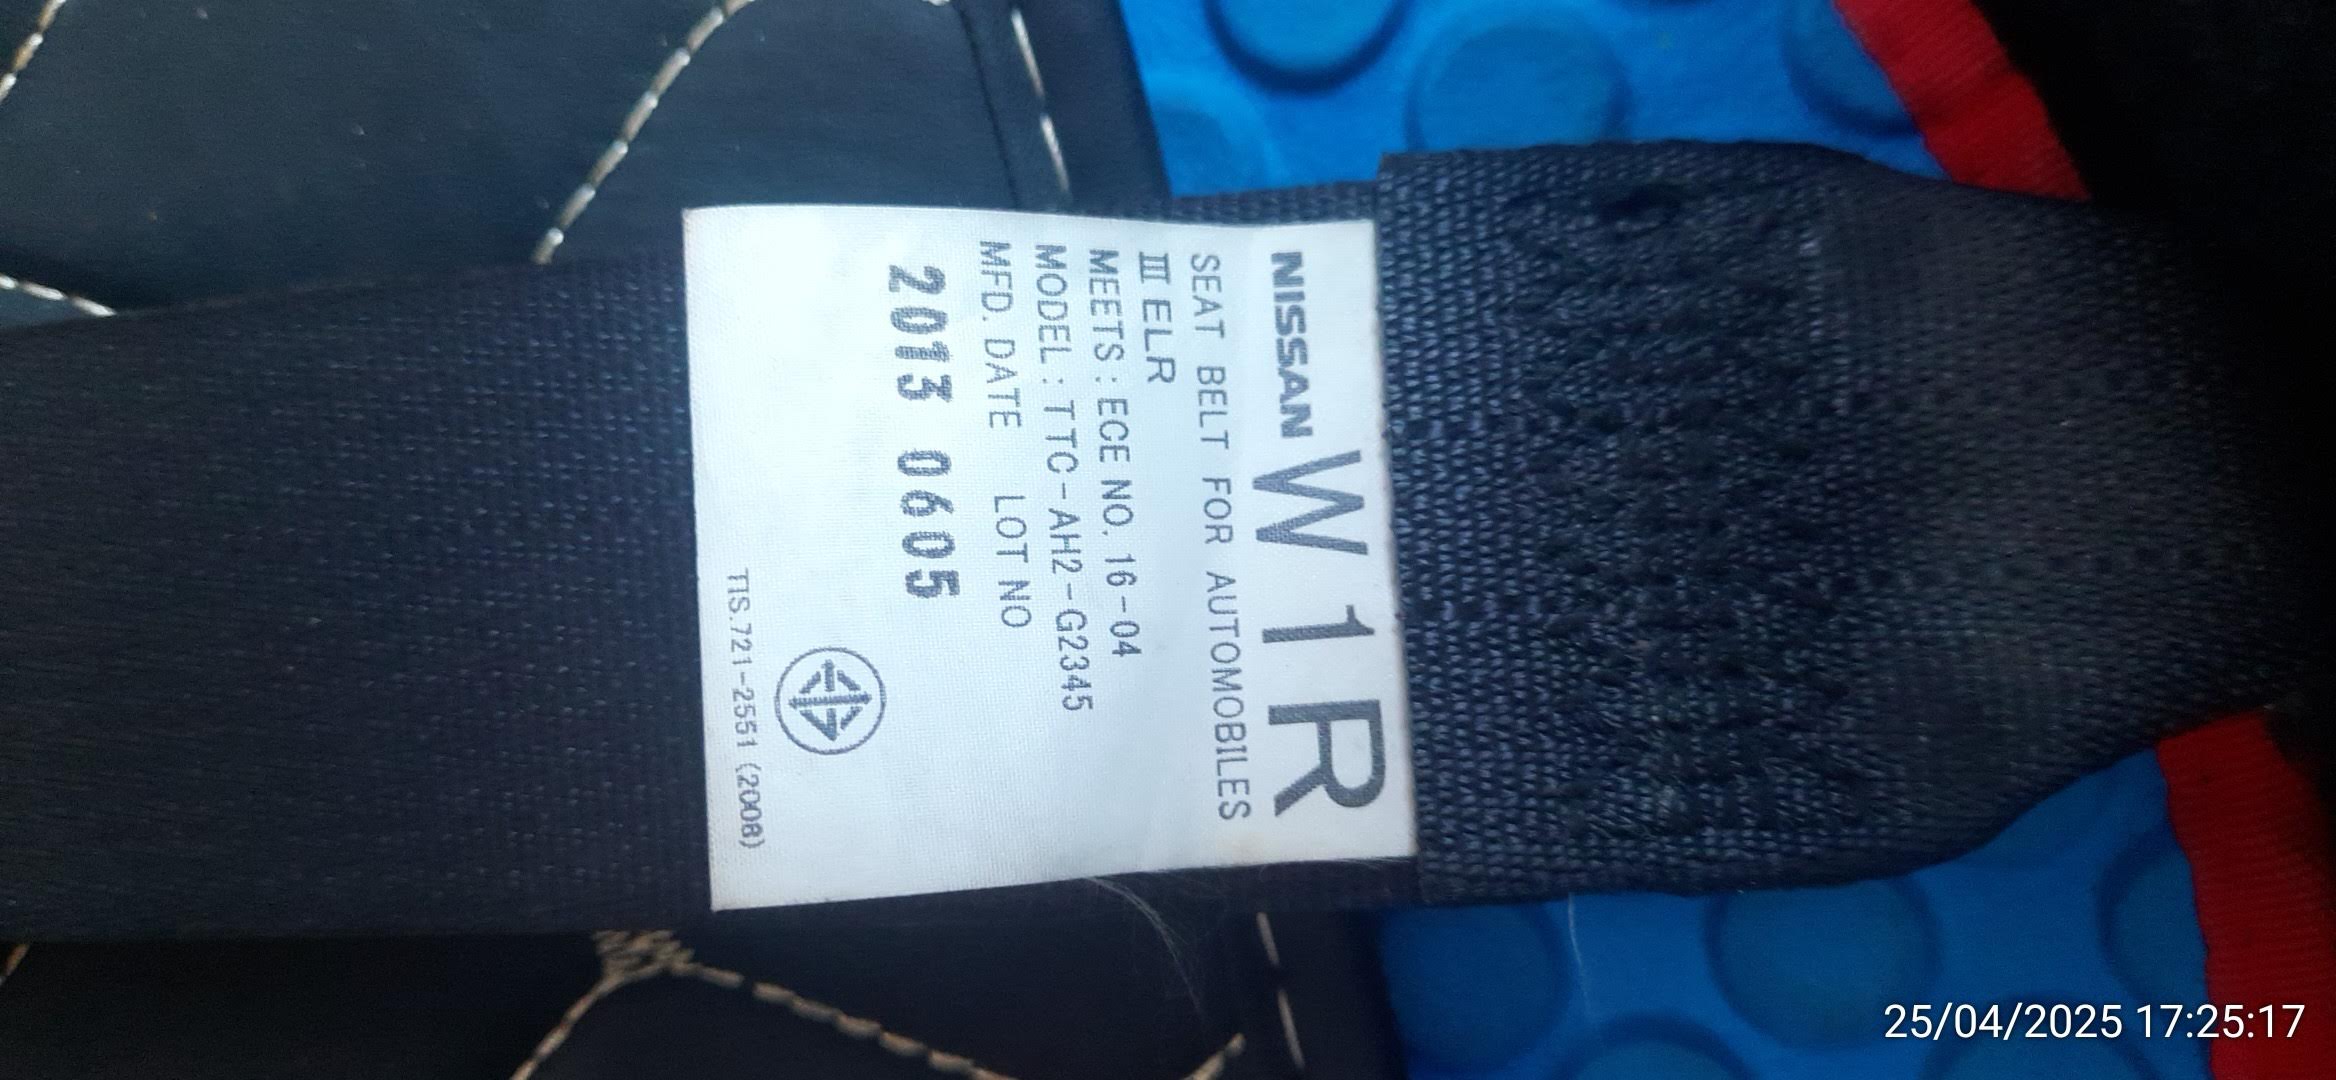 NISSAN W1R
SEAT BELT FOR AUTOMOBILES
Ⅲ ELR
MEETS : ECE NO. 16-04
MODEL : TTC-AH2-G2345
MFD. DATE LOT NO
2013 0605
TIS.721-2551 (2008)
25/04/2025 17:25:17